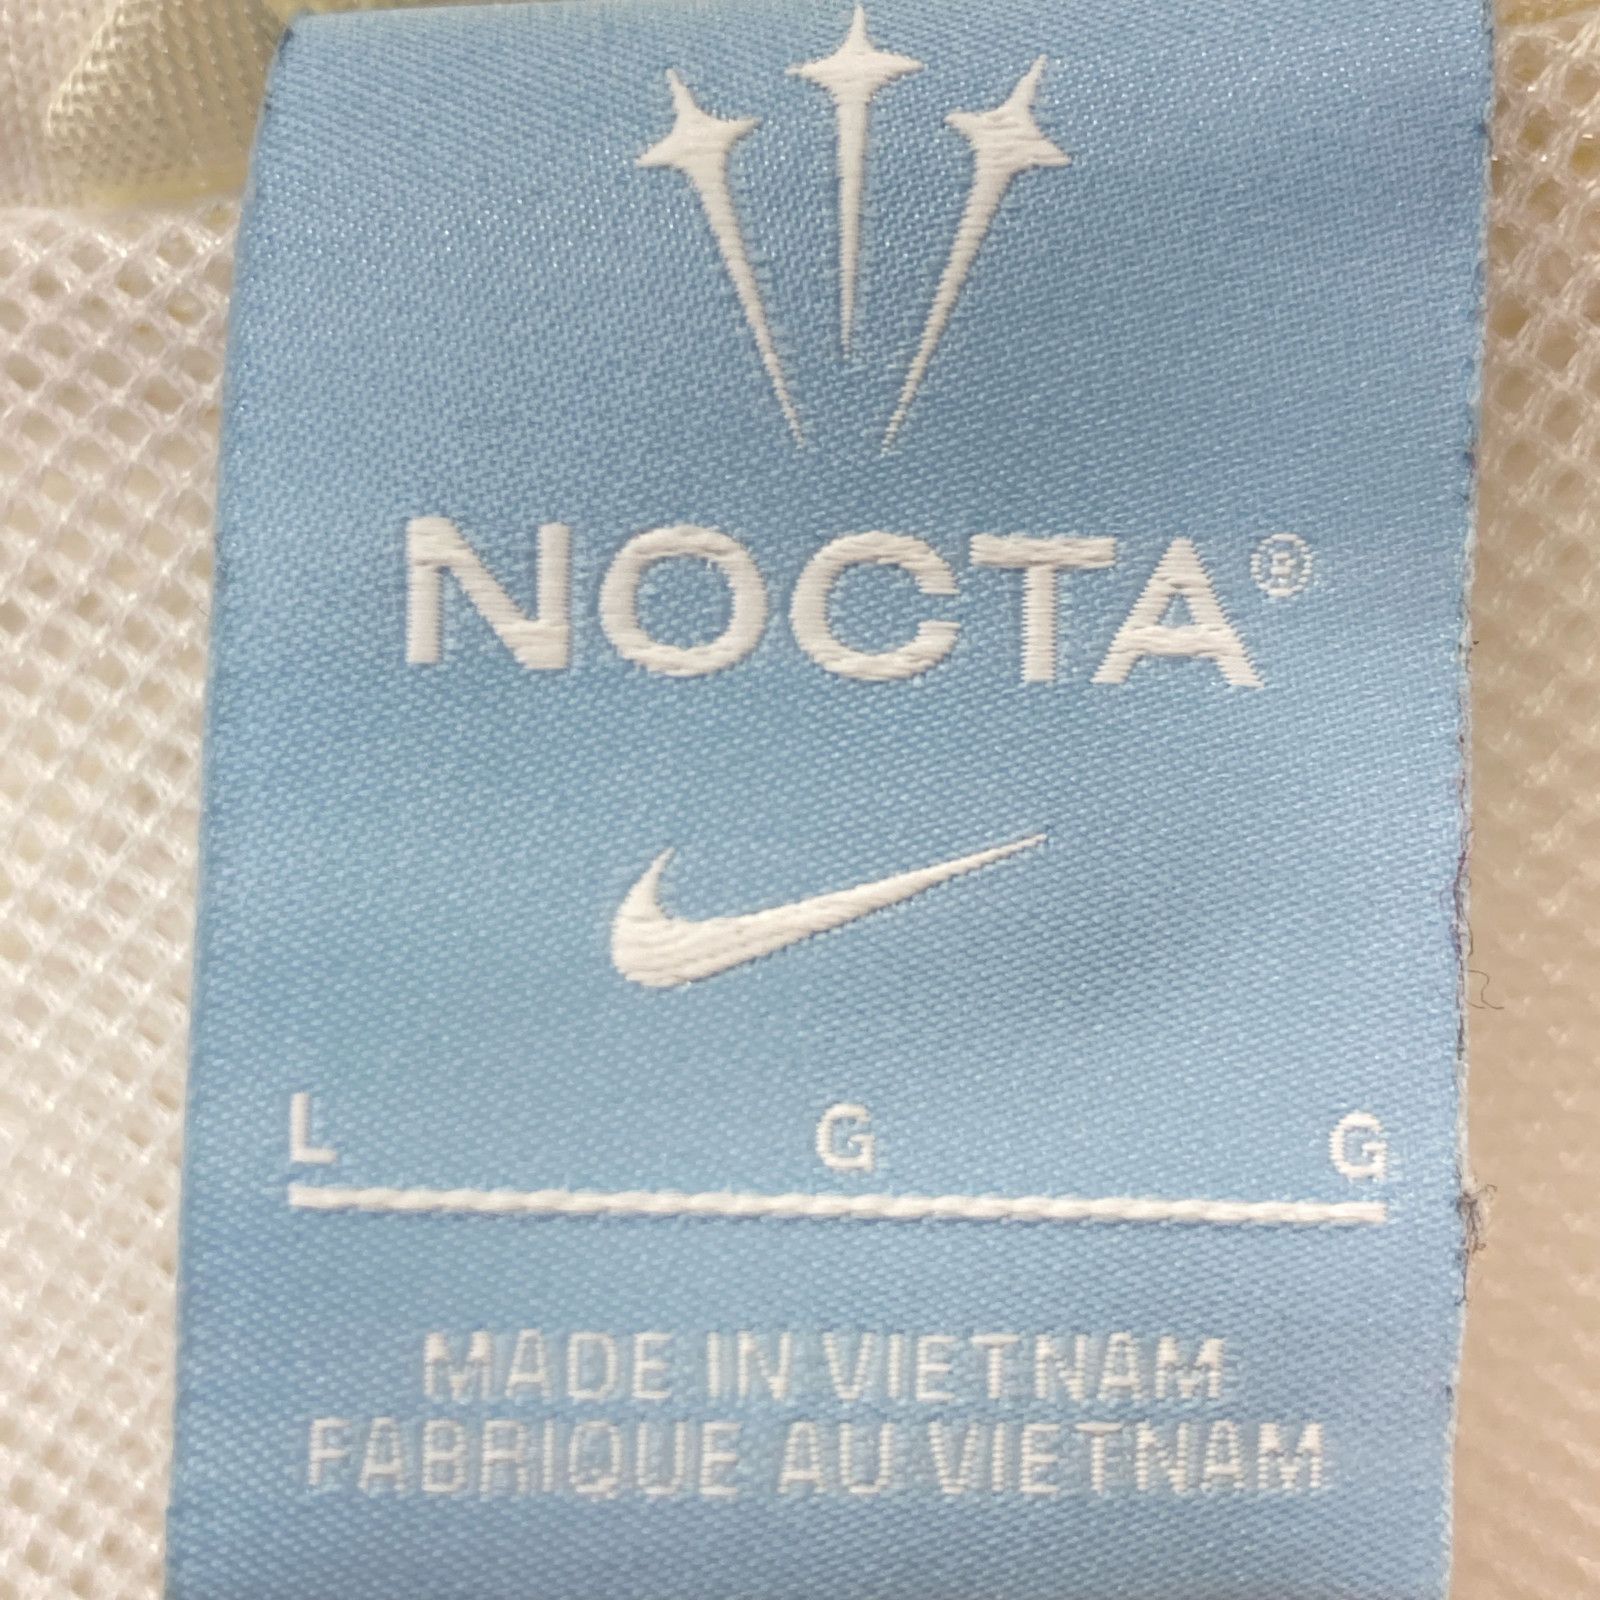 NOCTA®
L G G
MADE IN VIETNAM
FABRIQUE AU VIETNAM